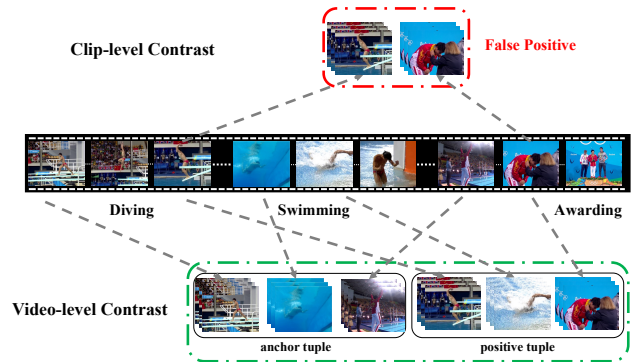 Clip-level Contrast
False Positive
Diving
Swimming
Awarding
Video-level Contrast
anchor tuple
positive tuple